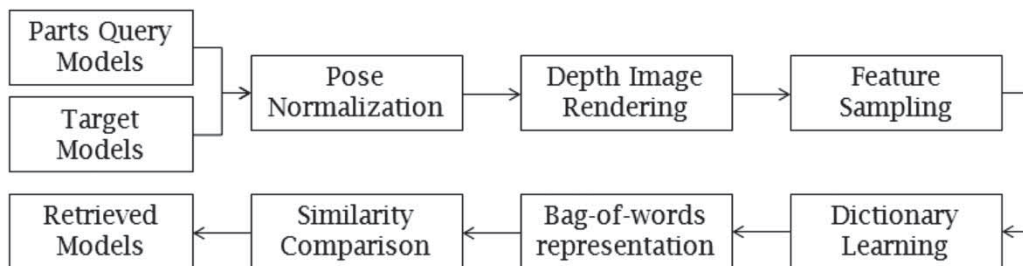 Parts Query
Models
Target
Models
Pose
Normalization
Depth Image
Rendering
Feature
Sampling
Retrieved
Models
Similarity
Comparison
Bag-of-words
representation
Dictionary
Learning